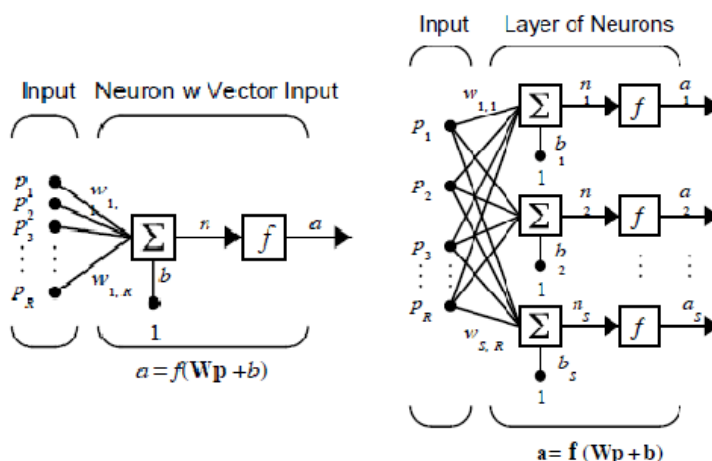 Input Neuron w Vector Input
p1
p2
p3
pR
w1, 1,
w1, R
Σ n f a
b
1
a = f(Wp + b)
Input Layer of Neurons
p1
p2
p3
pR
w1, 1
wS, R
Σ n1 f a1
b1
1
Σ n2 f a2
b2
1
Σ nS f aS
bS
1
a = f (Wp + b)